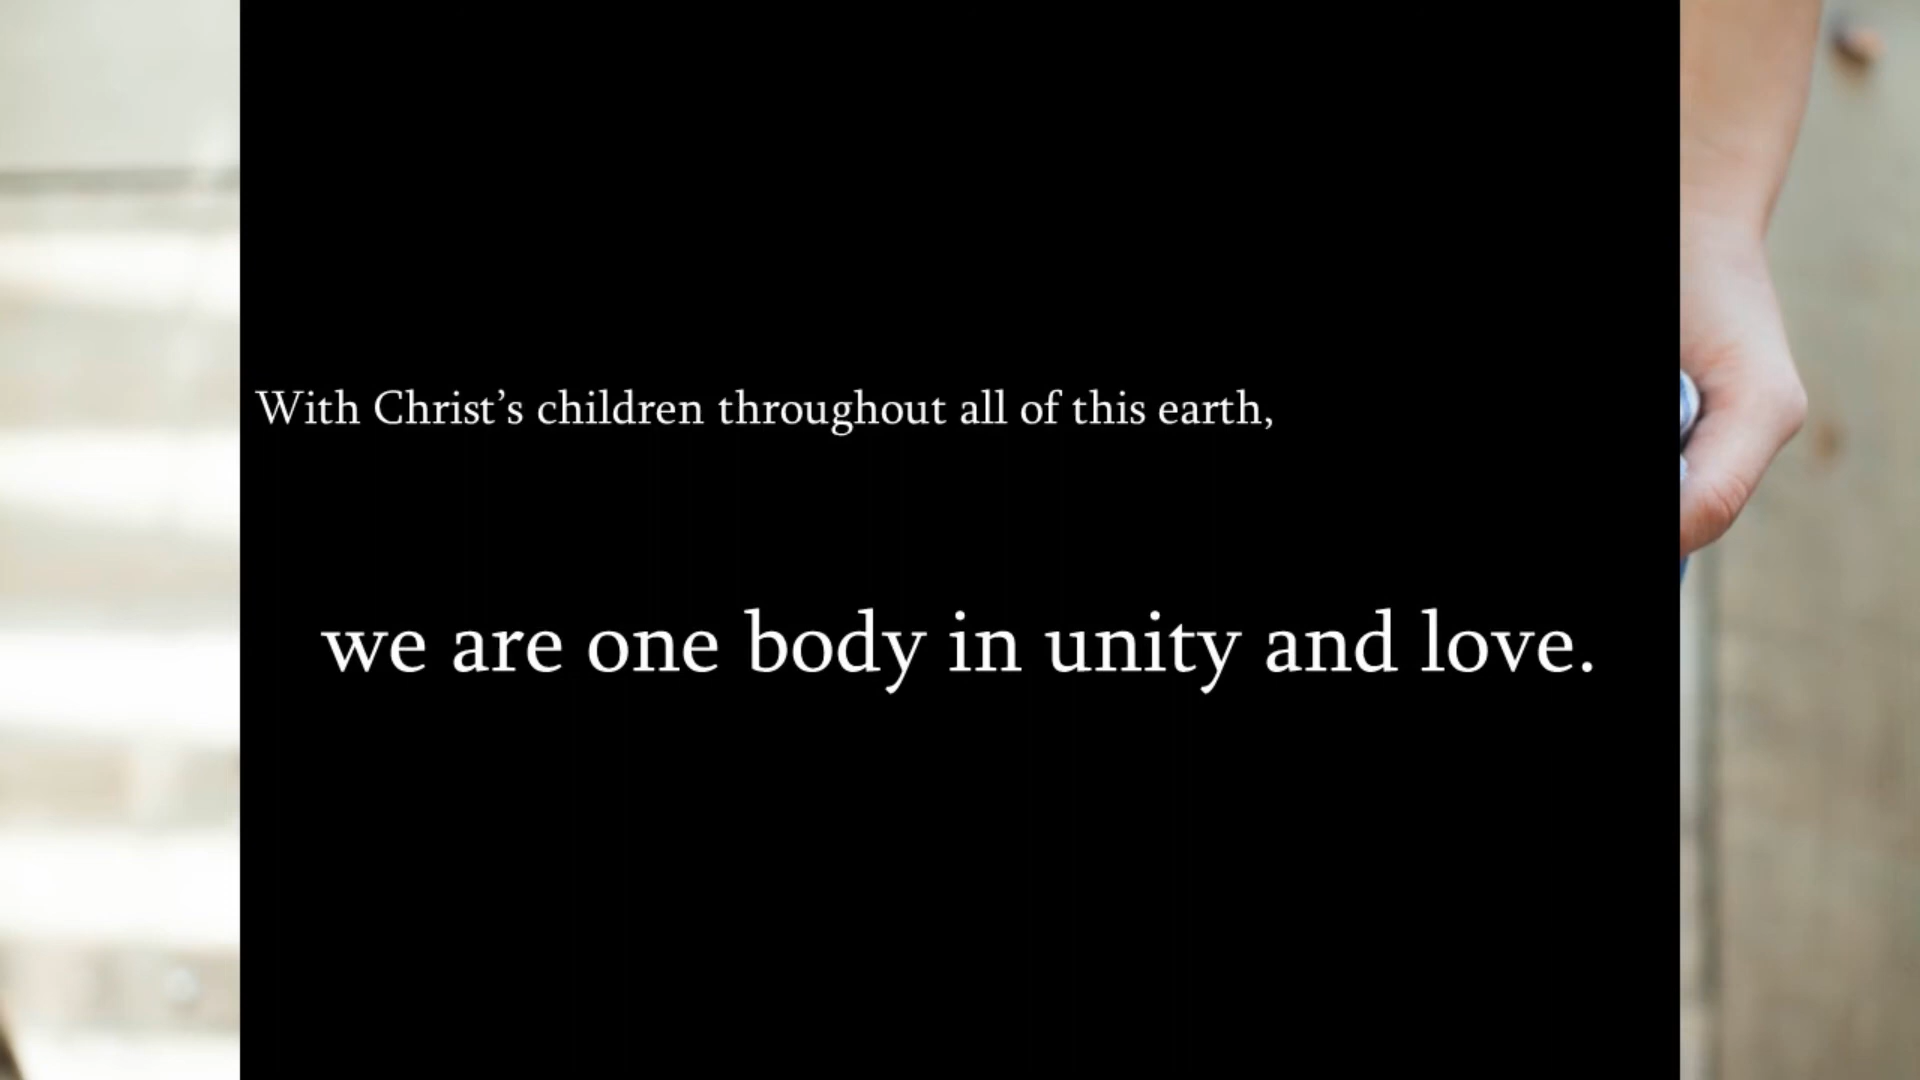 With Christ’s children throughout all of this earth,
we are one body in unity and love.